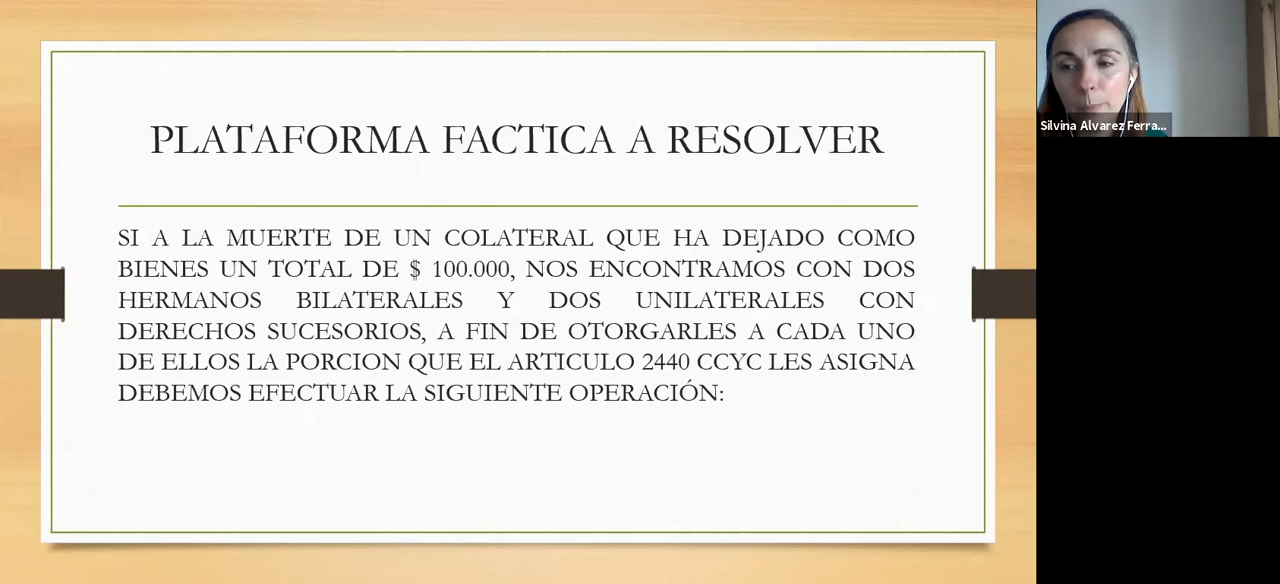 PLATAFORMA FACTICA A RESOLVER
SI A LA MUERTE DE UN COLATERAL QUE HA DEJADO COMO
BIENES UN TOTAL DE $ 100.000, NOS ENCONTRAMOS CON DOS
HERMANOS BILATERALES Y DOS UNILATERALES CON
DERECHOS SUCESORIOS, A FIN DE OTORGARLES A CADA UNO
DE ELLOS LA PORCION QUE EL ARTICULO 2440 CCYC LES ASIGNA
DEBEMOS EFECTUAR LA SIGUIENTE OPERACIÓN:
Silvina Alvarez Ferra...